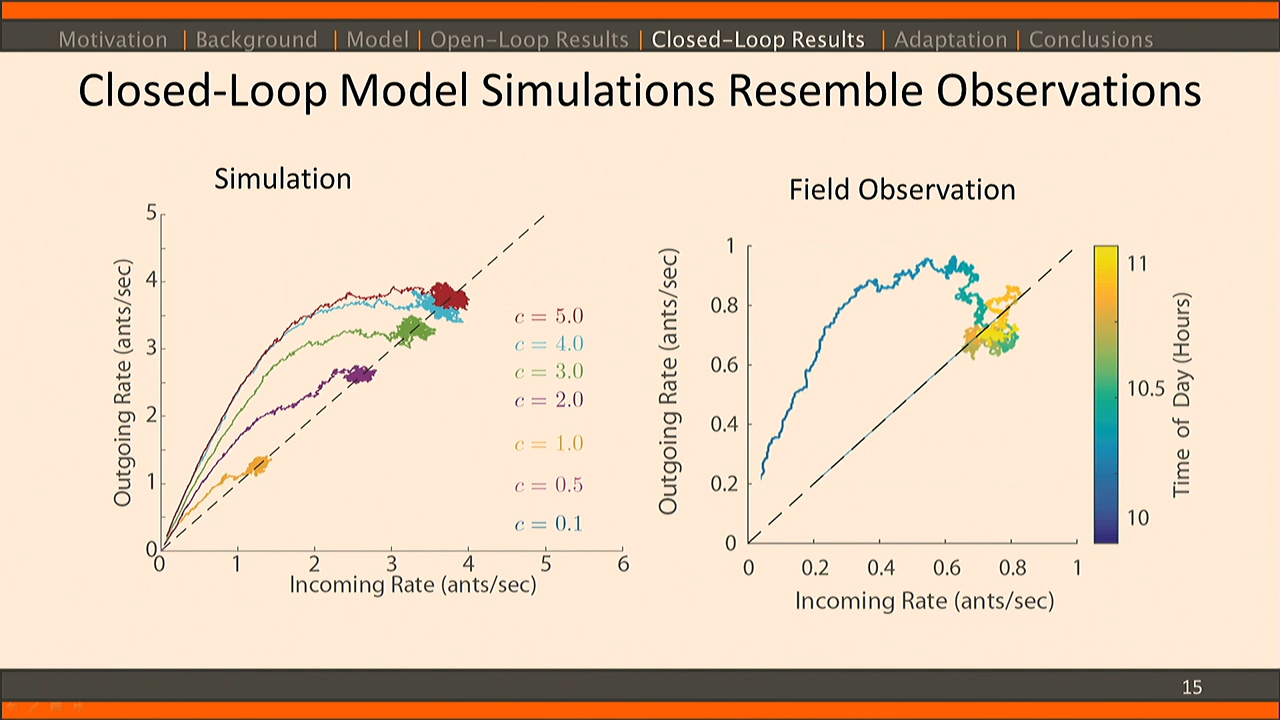 Motivation | Background | Model | Open-Loop Results | Closed-Loop Results | Adaptation | Conclusions
Closed-Loop Model Simulations Resemble Observations
Simulation
5
4
3
2
1
0
Outgoing Rate (ants/sec)
0 1 2 3 4 5 6
Incoming Rate (ants/sec)
c = 5.0
c = 4.0
c = 3.0
c = 2.0
c = 1.0
c = 0.5
c = 0.1
Field Observation
1
0.8
0.6
0.4
0.2
0
Outgoing Rate (ants/sec)
0 0.2 0.4 0.6 0.8 1
Incoming Rate (ants/sec)
11
10.5
10
Time of Day (Hours)
15